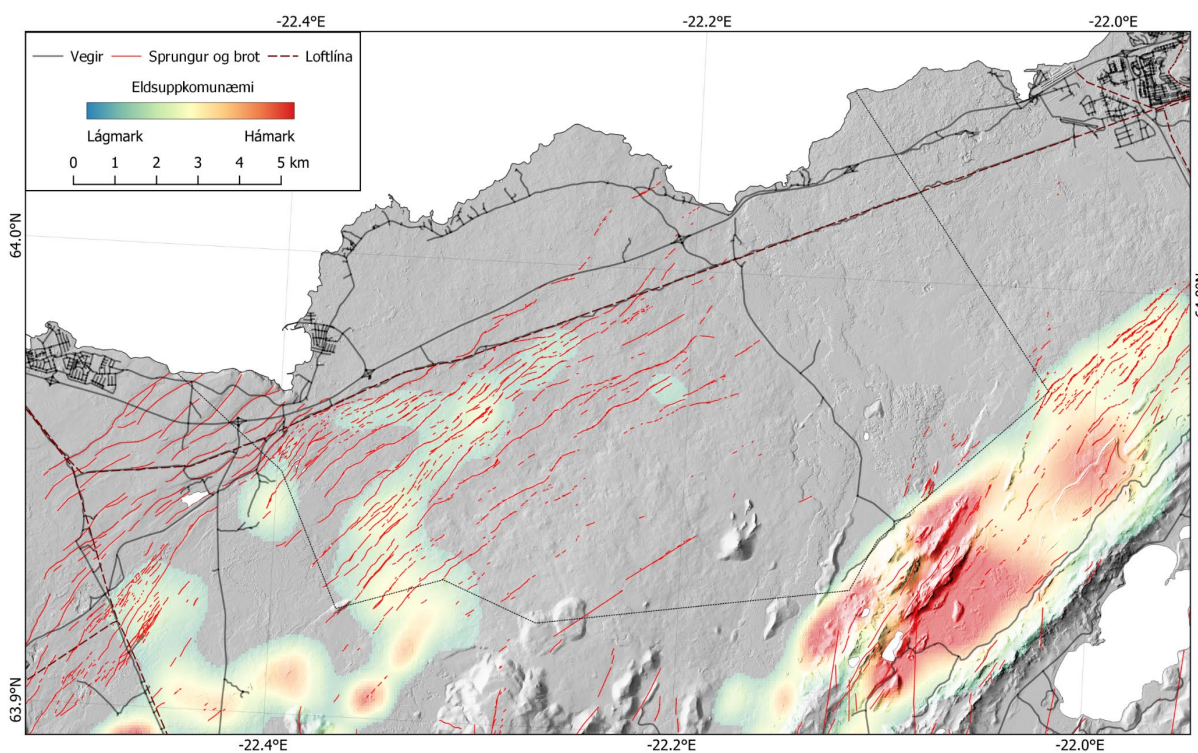 -22.4°E
-22.2°E
-22.0°E
Vegir
Sprungur og brot
Loftlína
Eldsuppkomunæmi
Lágmark
Hámark
0 1 2 3 4 5 km
64.0°N
63.9°N
-22.4°E
-22.2°E
-22.0°E